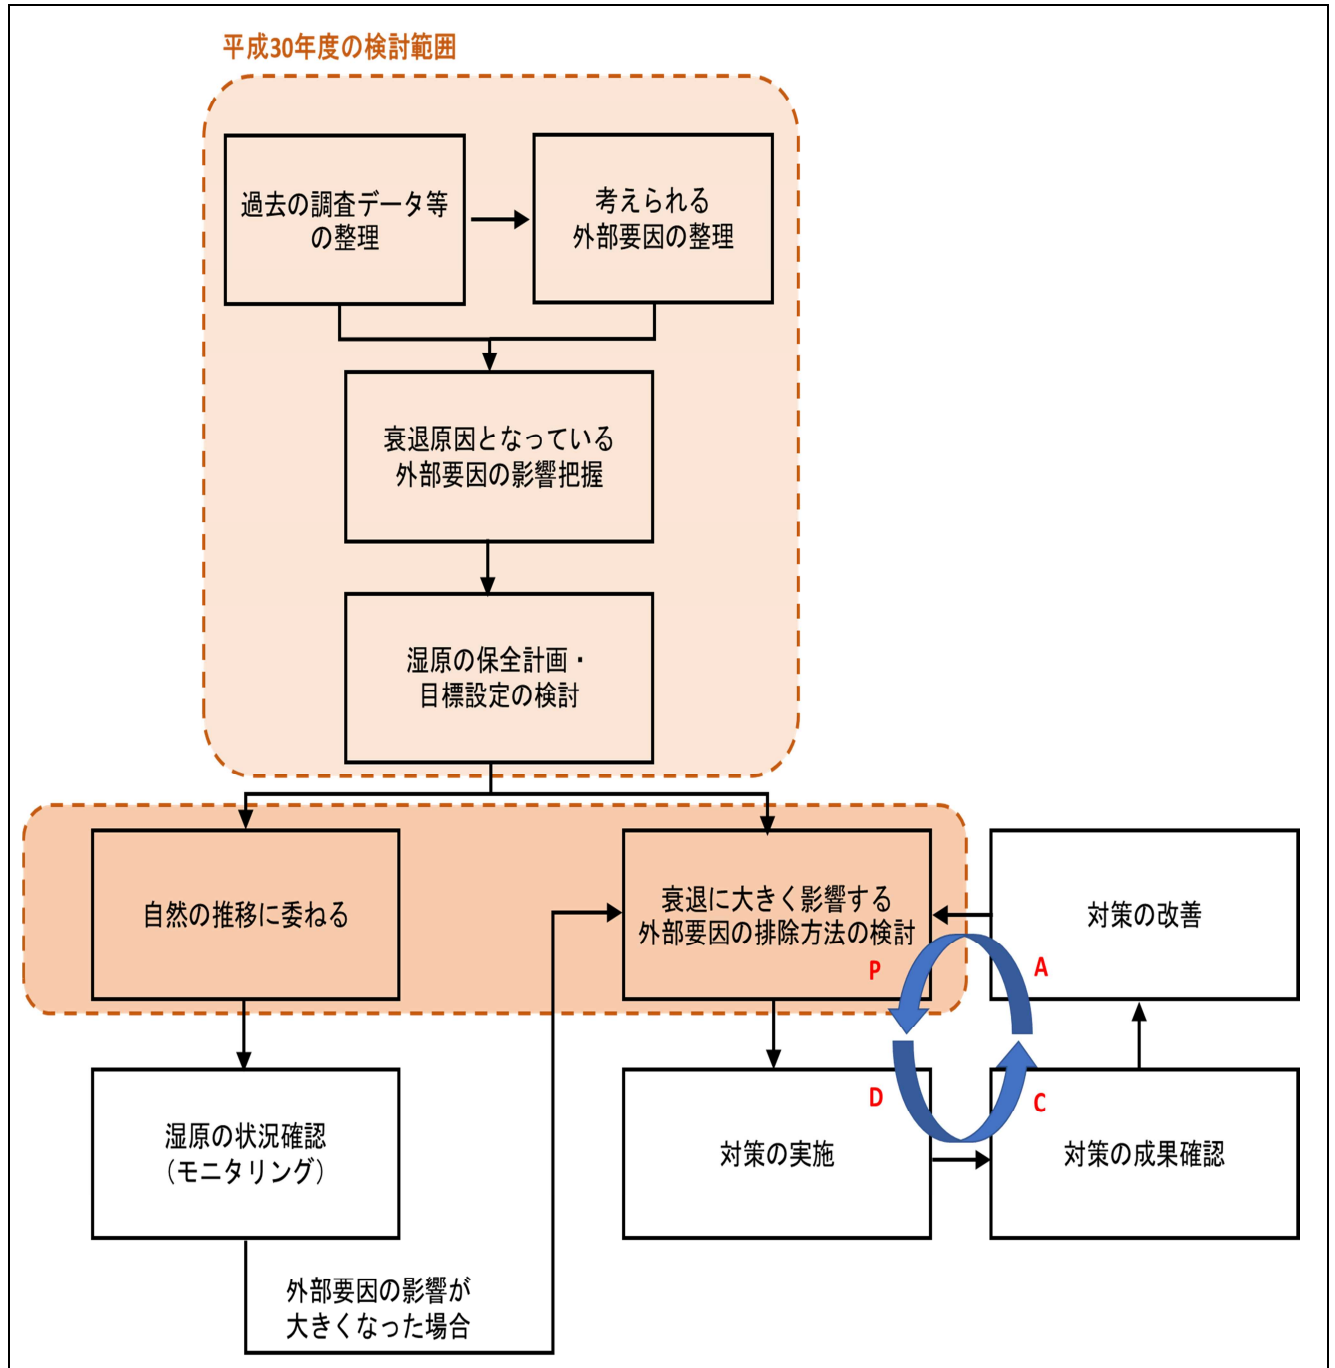 平成30年度の検討範囲
過去の調査データ等
の整理
考えられる
外部要因の整理
衰退原因となっている
外部要因の影響把握
湿原の保全計画・
目標設定の検討
自然の推移に委ねる
衰退に大きく影響する
外部要因の排除方法の検討
対策の改善
P
A
D
C
湿原の状況確認
（モニタリング）
対策の実施
対策の成果確認
外部要因の影響が
大きくなった場合